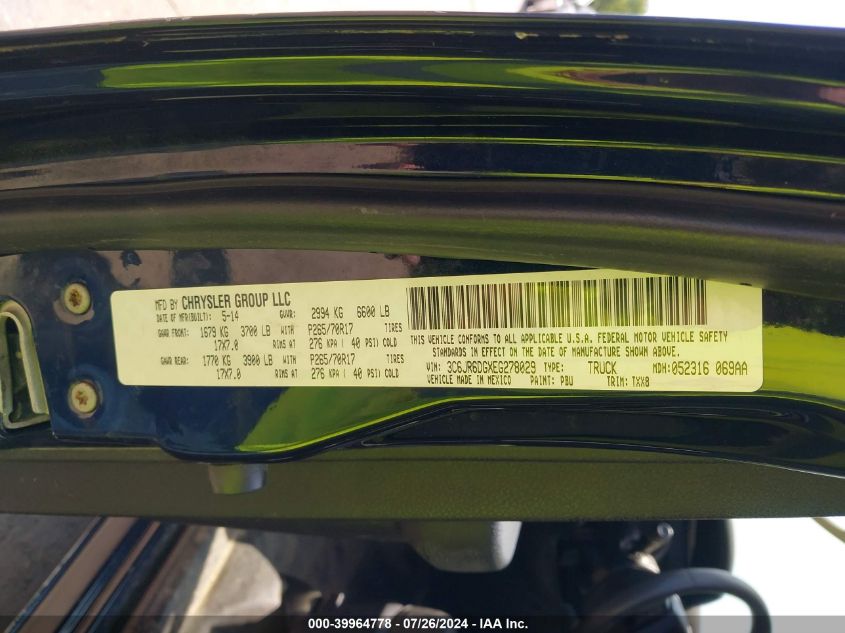 MFD BY CHRYSLER GROUP LLC
DATE OF MFR(BUILT): 5-14 GVWR: 2994 KG 6600 LB
GAWR FRONT: 1679 KG 3700 LB WITH P265/70R17 TIRES
17X7.0 RIMS AT 276 KPA ( 40 PSI) COLD
GAWR REAR: 1770 KG 3900 LB WITH P265/70R17 TIRES
17X7.0 RIMS AT 276 KPA ( 40 PSI) COLD
THIS VEHICLE CONFORMS TO ALL APPLICABLE U.S.A. FEDERAL MOTOR VEHICLE SAFETY
STANDARDS IN EFFECT ON THE DATE OF MANUFACTURE SHOWN ABOVE.
VIN: 3C6JR6DGXEG278029 TYPE: TRUCK MDH:052316 069AA
VEHICLE MADE IN MEXICO PAINT: PBU TRIM: TXX8
000-39964778 - 07/26/2024 - IAA Inc.